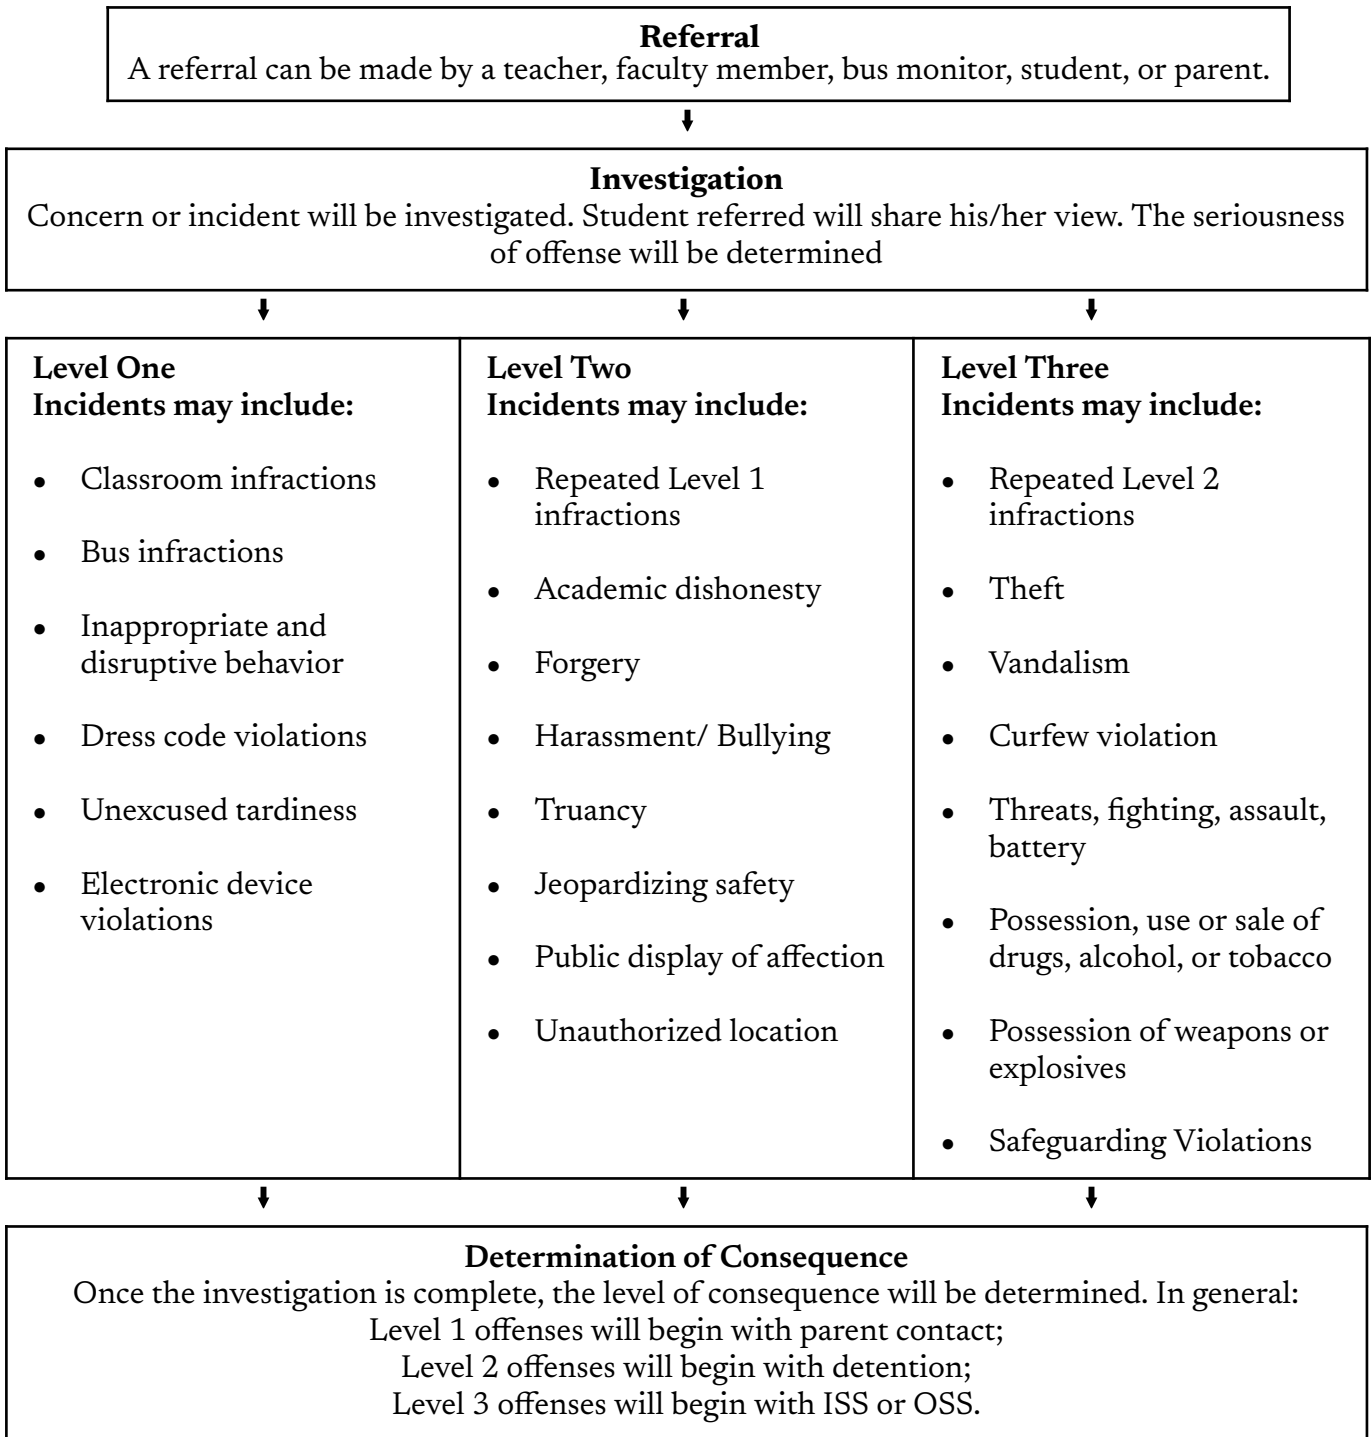 Referral
A referral can be made by a teacher, faculty member, bus monitor, student, or parent.
Investigation
Concern or incident will be investigated. Student referred will share his/her view. The seriousness
of offense will be determined
Level One
Incidents may include:
• Classroom infractions
• Bus infractions
• Inappropriate and
disruptive behavior
• Dress code violations
• Unexcused tardiness
• Electronic device
violations
Level Two
Incidents may include:
• Repeated Level 1
infractions
• Academic dishonesty
• Forgery
• Harassment/ Bullying
• Truancy
• Jeopardizing safety
• Public display of affection
• Unauthorized location
Level Three
Incidents may include:
• Repeated Level 2
infractions
• Theft
• Vandalism
• Curfew violation
• Threats, fighting, assault,
battery
• Possession, use or sale of
drugs, alcohol, or tobacco
• Possession of weapons or
explosives
• Safeguarding Violations
Determination of Consequence
Once the investigation is complete, the level of consequence will be determined. In general:
Level 1 offenses will begin with parent contact;
Level 2 offenses will begin with detention;
Level 3 offenses will begin with ISS or OSS.